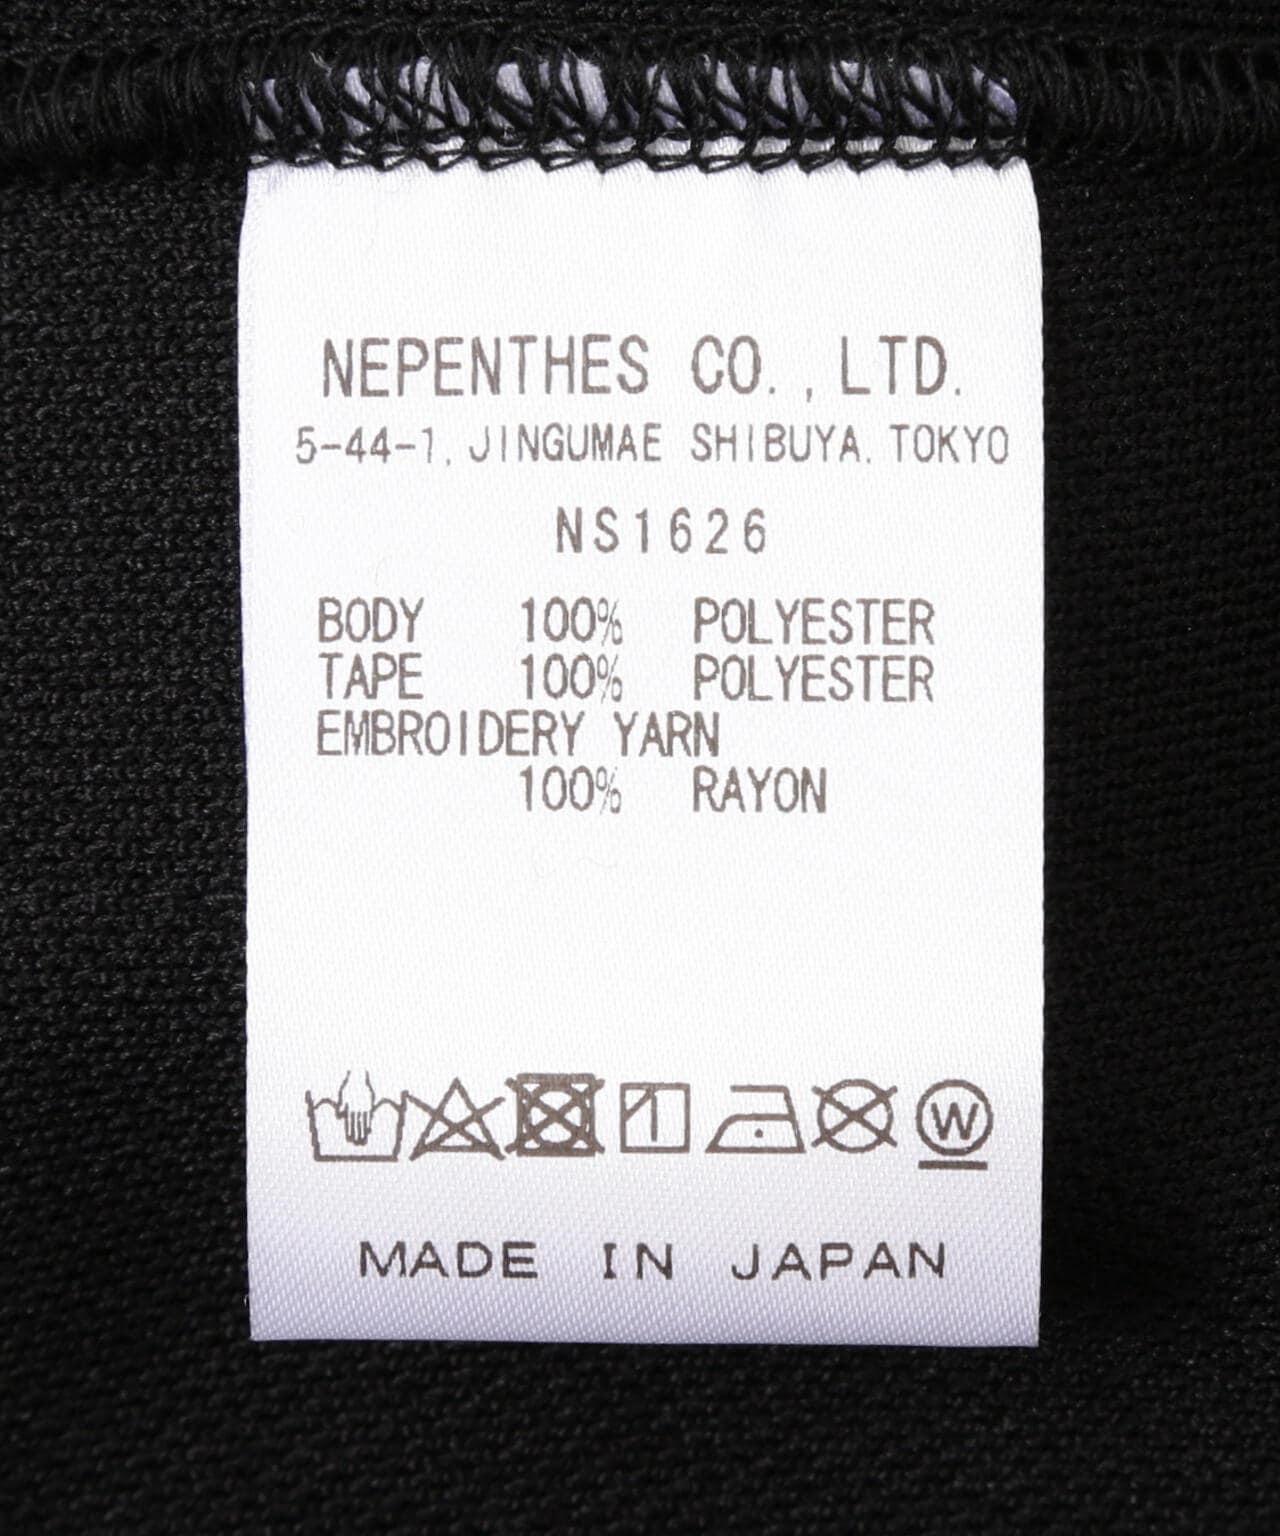 NEPENTHES CO., LTD.
5-44-1, JINGUMAE SHIBUYA. TOKYO
NS1626
BODY 100% POLYESTER
TAPE 100% POLYESTER
EMBROIDERY YARN
100% RAYON
W
MADE IN JAPAN